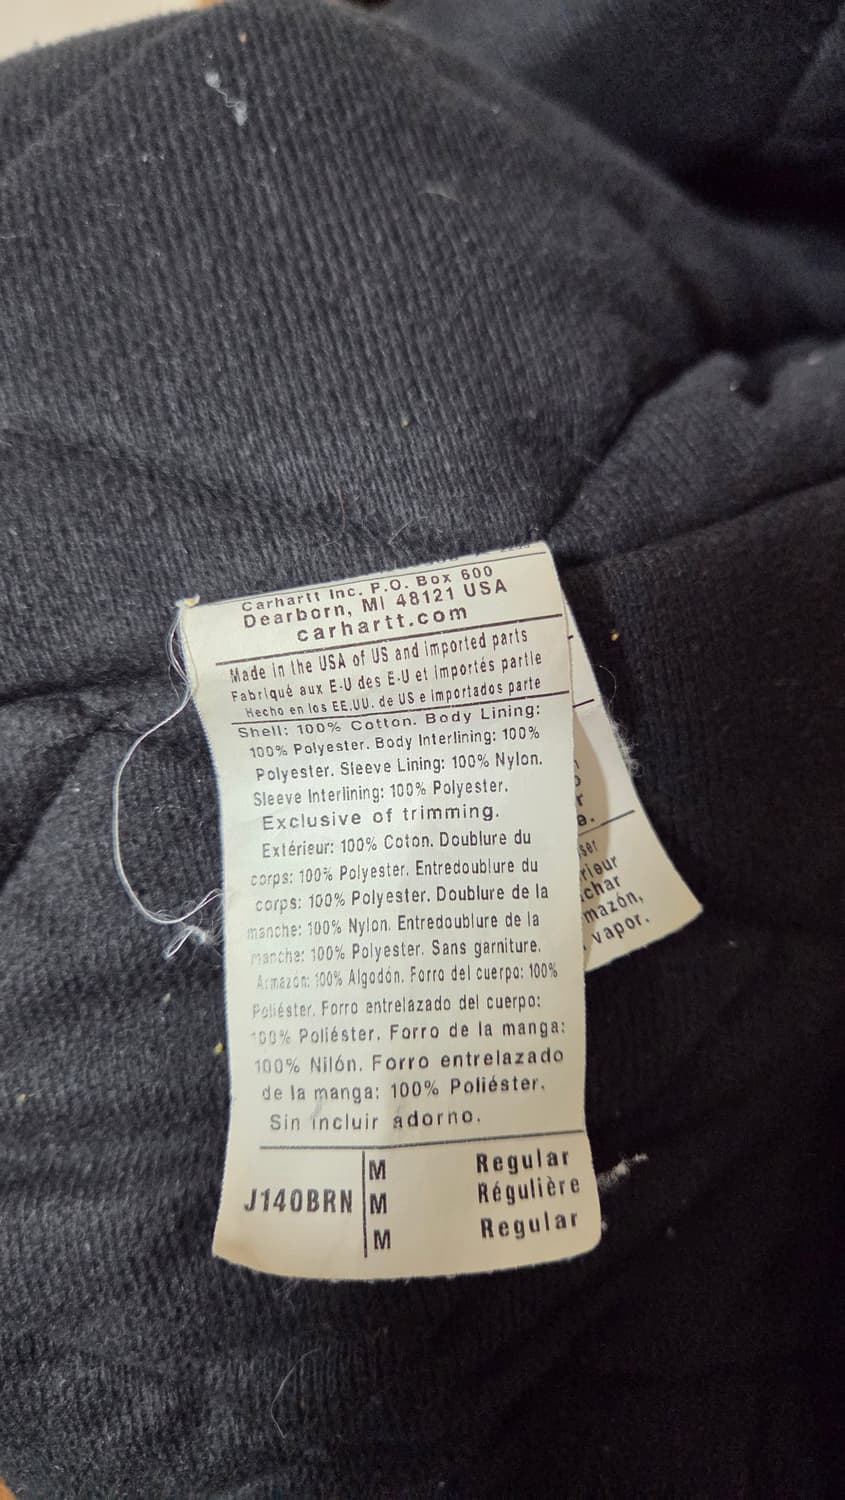 Carhartt Inc. P.O. Box 600
Dearborn, MI 48121 USA
carhartt.com
Made in the USA of US and imported parts
Fabriqué aux E-U des E-U et importés partie
Hecho en los EE.UU. de US e importados parte
Shell: 100% Cotton. Body Lining:
100% Polyester. Body Interlining: 100%
Polyester. Sleeve Lining: 100% Nylon.
Sleeve Interlining: 100% Polyester.
Exclusive of trimming.
Extérieur: 100% Coton. Doublure du
corps: 100% Polyester. Entredoublure du
corps: 100% Polyester. Doublure de la
manche: 100% Nylon. Entredoublure de la
manche: 100% Polyester. Sans garniture.
Armazón: 100% Algodón. Forro del cuerpo: 100%
Poliéster. Forro entrelazado del cuerpo:
100% Poliéster. Forro de la manga:
100% Nilón. Forro entrelazado
de la manga: 100% Poliéster.
Sin incluir adorno.
J140BRN
M Regular
M Régulière
M Regular
vapor.